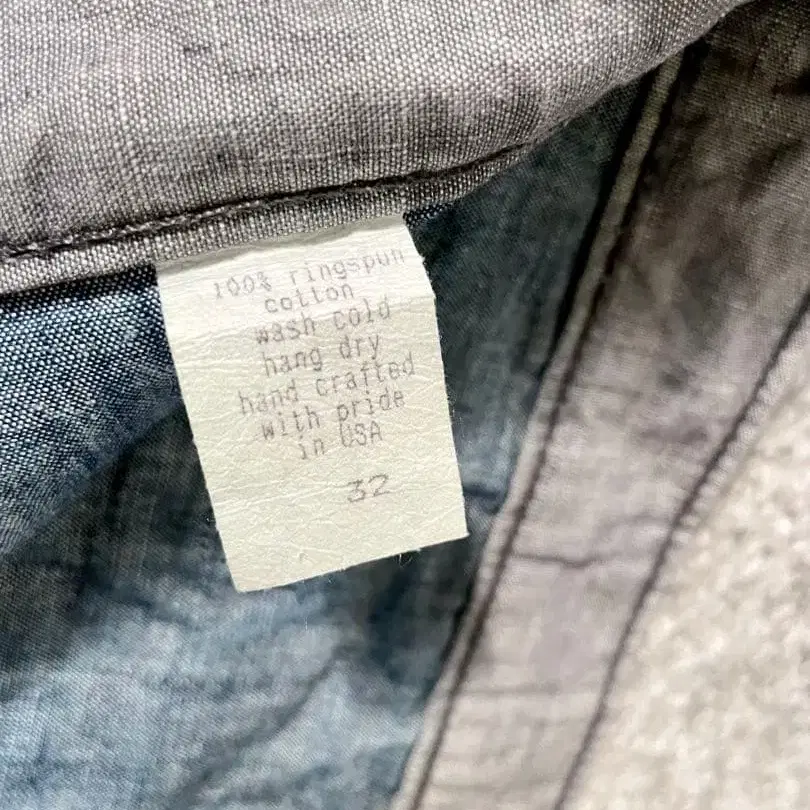 100% ringspun
cotton
wash cold
hang dry
hand crafted
with pride
in USA
32